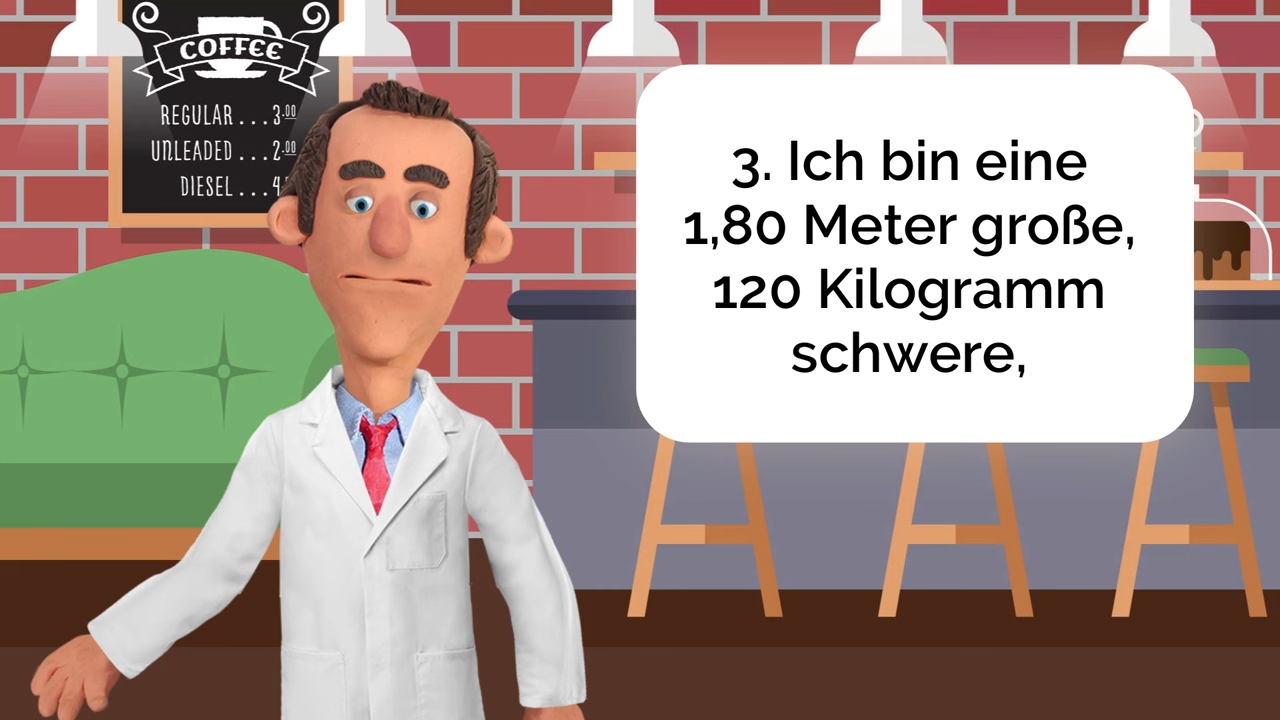 COFFEE
REGULAR...3.00
UNLEADED...2.00
DIESEL...4
3. Ich bin eine
1,80 Meter große,
120 Kilogramm
schwere,